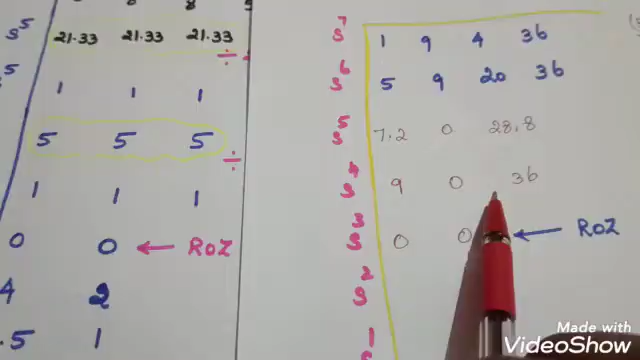 s⁵ 21.33 21.33 21.33
÷
1 1 1
5 5 5
÷
1 1 1
0 0 ← ROZ
4 2
.5 1
s⁷ 1 9 4 36
s⁶ 5 9 20 36
s⁵ 7.2 0 28.8
s⁴ 9 0 36
s³ 0 0 ← ROZ
s²
s¹
Made with
VideoShow